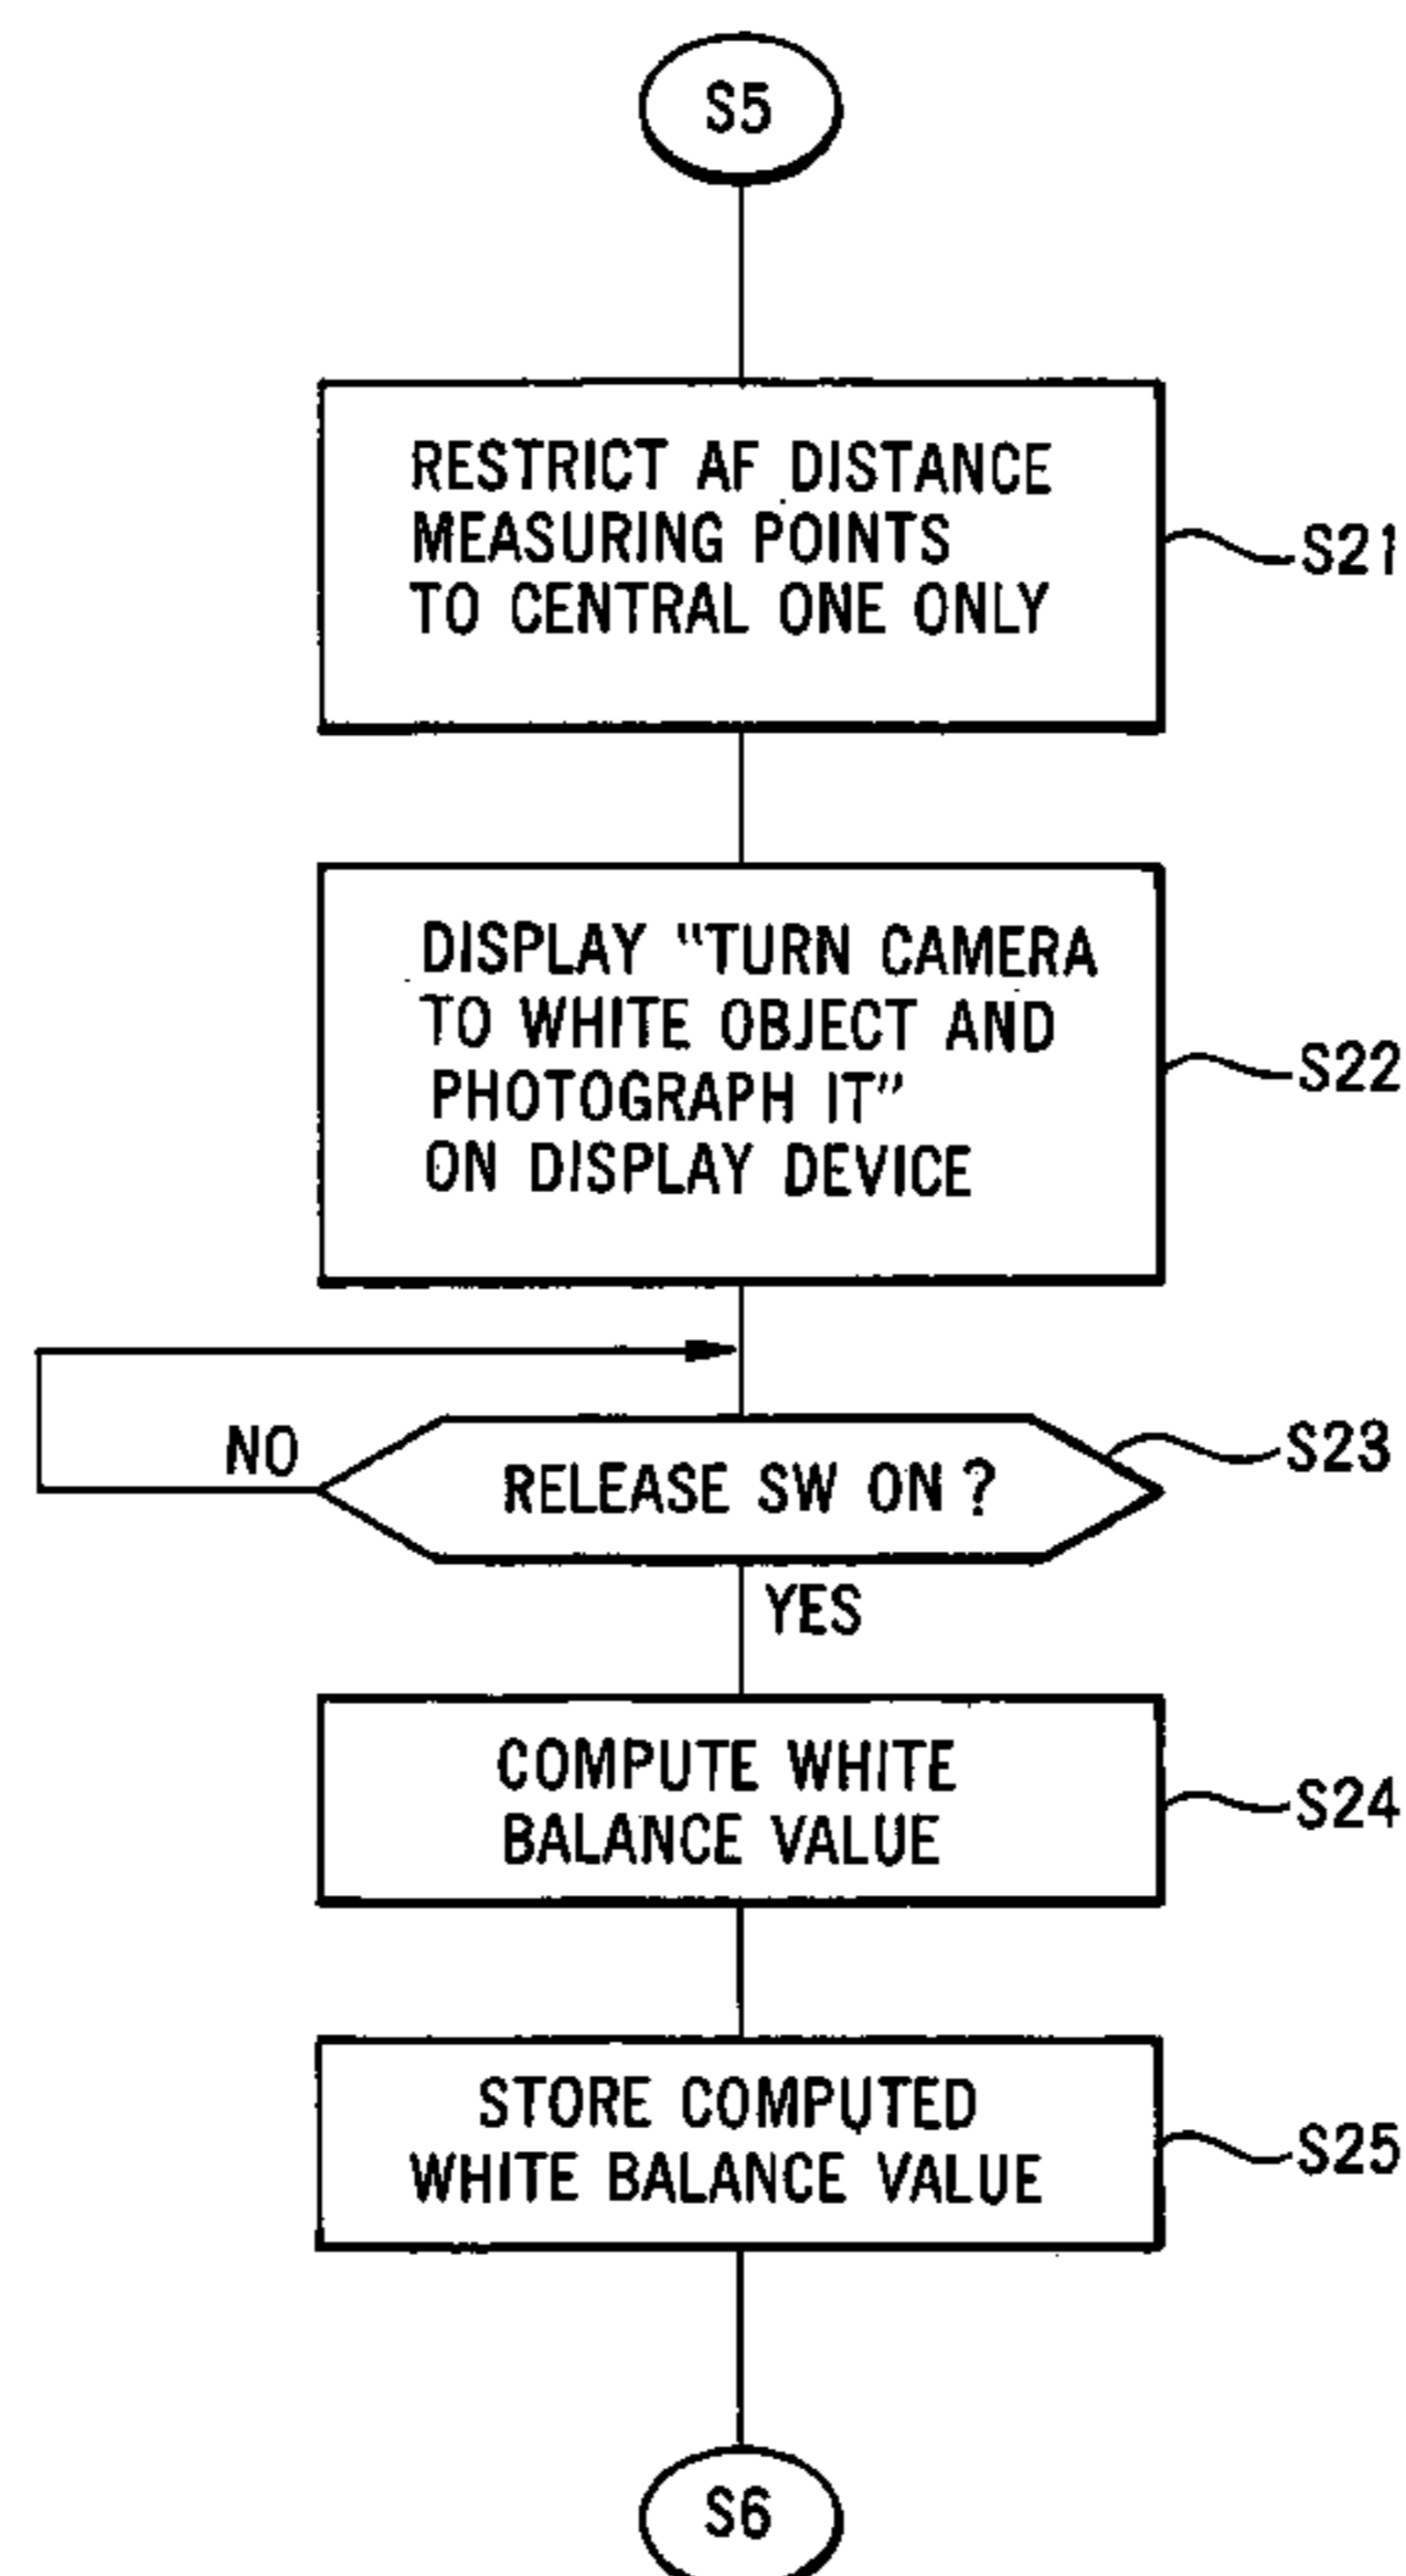 S5
RESTRICT AF DISTANCE
MEASURING POINTS
TO CENTRAL ONE ONLY
S21
DISPLAY "TURN CAMERA
TO WHITE OBJECT AND
PHOTOGRAPH IT"
ON DISPLAY DEVICE
S22
NO
RELEASE SW ON ?
S23
YES
COMPUTE WHITE
BALANCE VALUE
S24
STORE COMPUTED
WHITE BALANCE VALUE
S25
S6